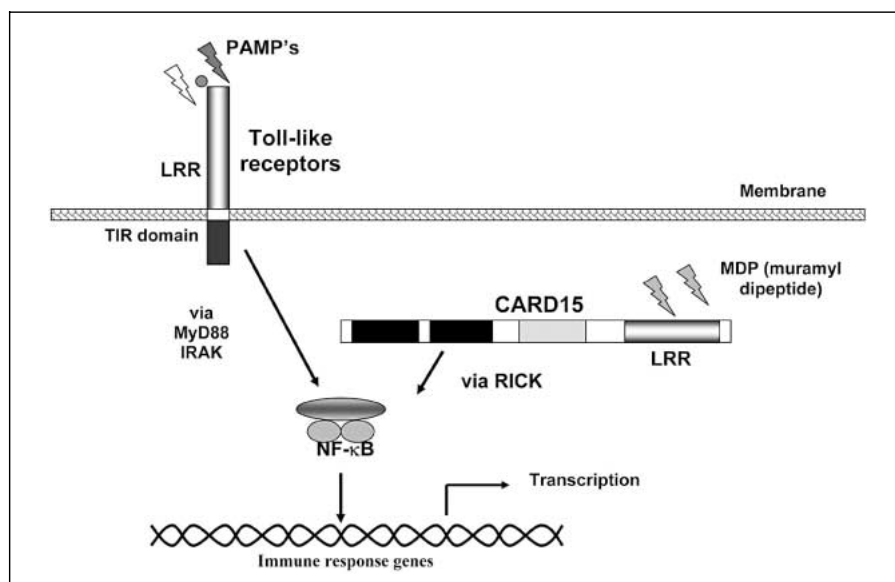 PAMP's
Toll-like
receptors
LRR
Membrane
TIR domain
MDP (muramyl
dipeptide)
CARD15
via
MyD88
IRAK
LRR
via RICK
NF-κB
Transcription
Immune response genes